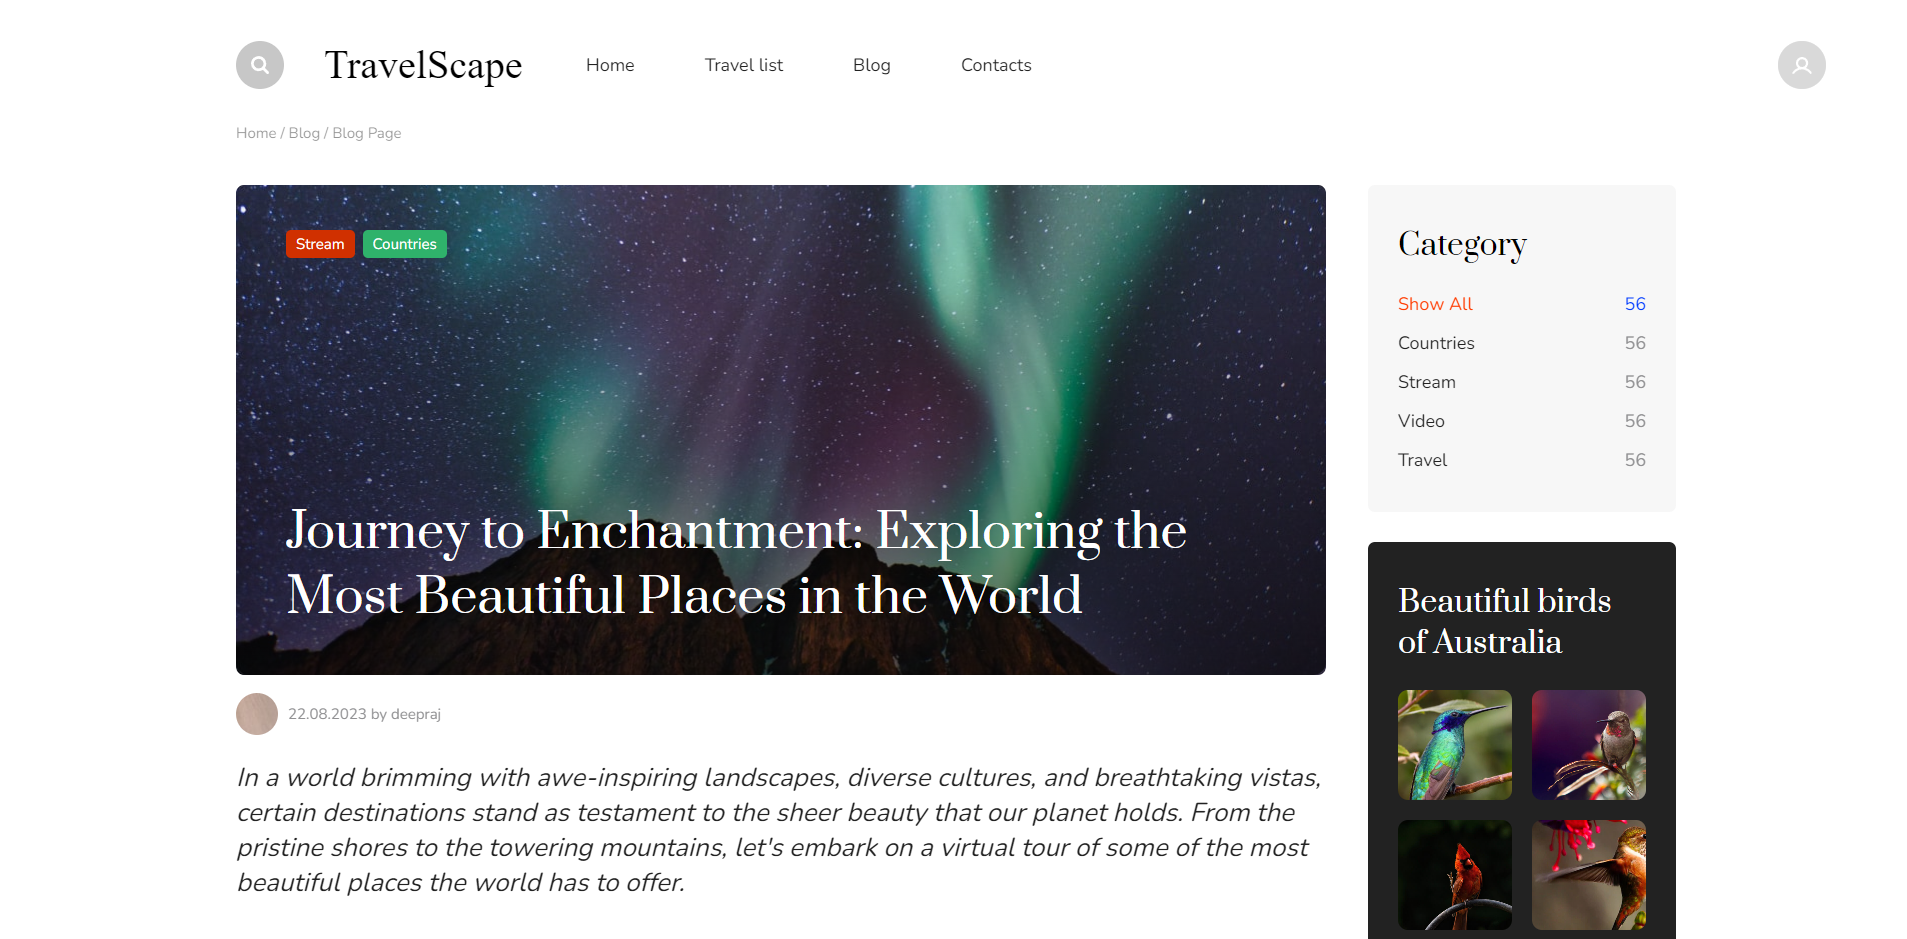 TravelScape
Home
Travel list
Blog
Contacts
Home / Blog / Blog Page
Stream
Countries
Journey to Enchantment: Exploring the
Most Beautiful Places in the World
22.08.2023 by deepraj
In a world brimming with awe-inspiring landscapes, diverse cultures, and breathtaking vistas,
certain destinations stand as testament to the sheer beauty that our planet holds. From the
pristine shores to the towering mountains, let's embark on a virtual tour of some of the most
beautiful places the world has to offer.
Category
Show All 56
Countries 56
Stream 56
Video 56
Travel 56
Beautiful birds
of Australia